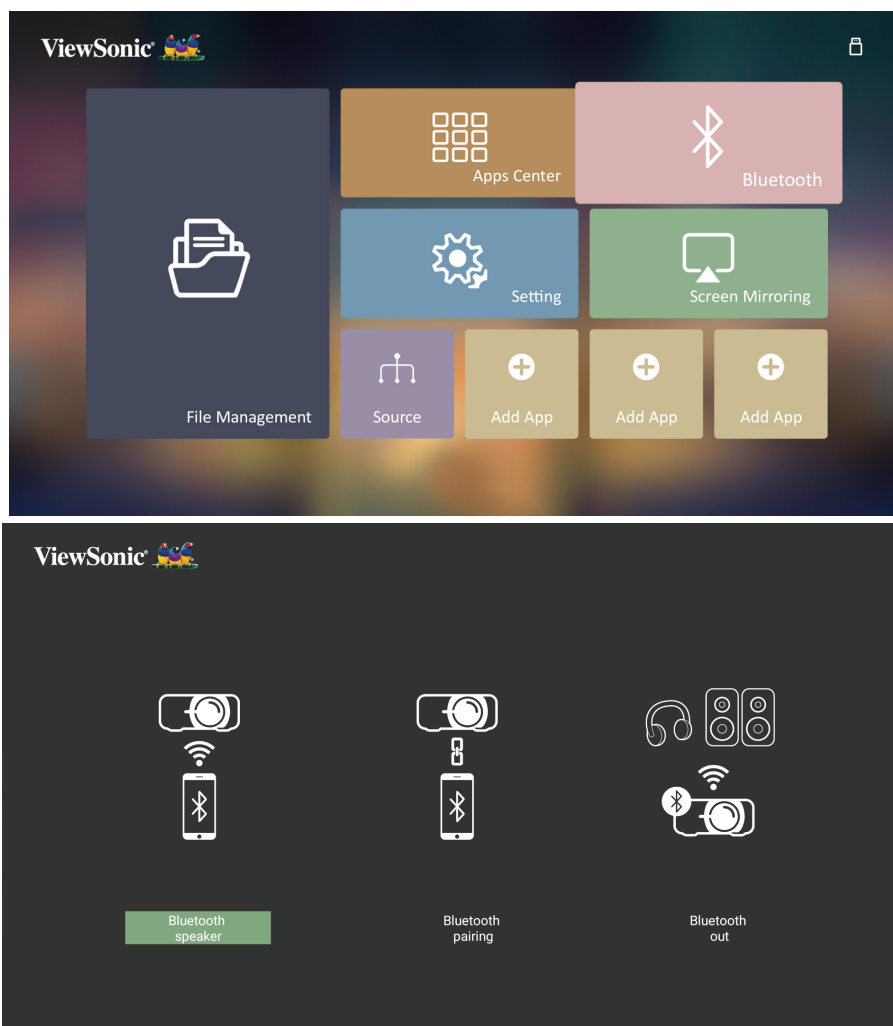 ViewSonic®
Apps Center
Bluetooth
Setting
Screen Mirroring
File Management
Source
Add App
Add App
Add App
ViewSonic®
Bluetooth
speaker
Bluetooth
pairing
Bluetooth
out